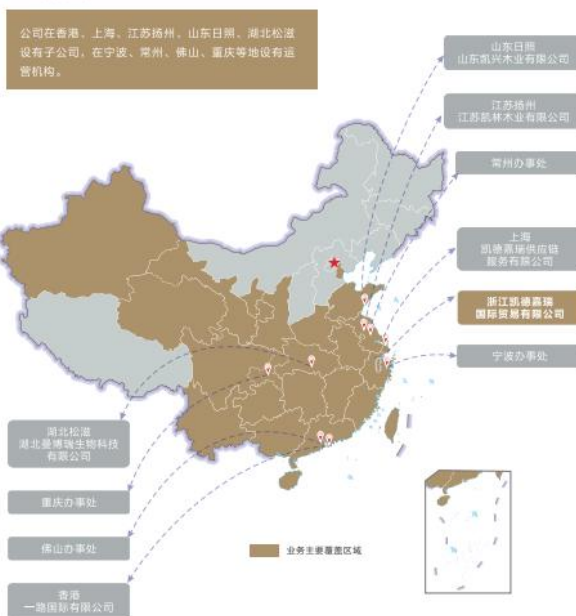 公司在香港、上海、江苏扬州、山东日照、湖北松滋
设有子公司，在宁波、常州、佛山、重庆等地设有运
营机构。
山东日照
山东凯兴木业有限公司
江苏扬州
江苏凯林木业有限公司
常州办事处
上海
凯德嘉瑞供应链
服务有限公司
浙江凯德嘉瑞
国际贸易有限公司
宁波办事处
湖北松滋
湖北曼博瑞生物科技
有限公司
重庆办事处
佛山办事处
香港
一路国际有限公司
业务主要覆盖区域